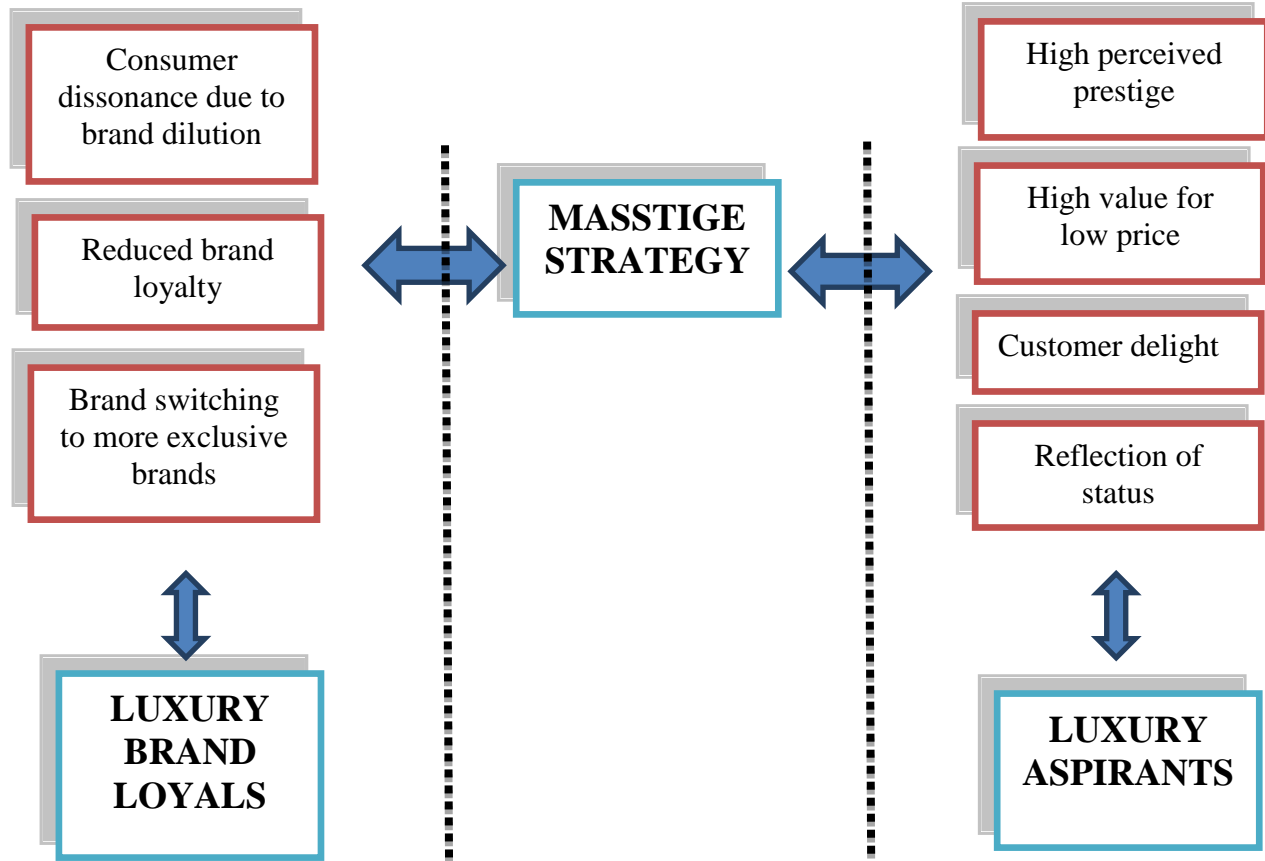 Consumer
dissonance due to
brand dilution
Reduced brand
loyalty
Brand switching
to more exclusive
brands
LUXURY
BRAND
LOYALS
MASSTIGE
STRATEGY
High perceived
prestige
High value for
low price
Customer delight
Reflection of
status
LUXURY
ASPIRANTS